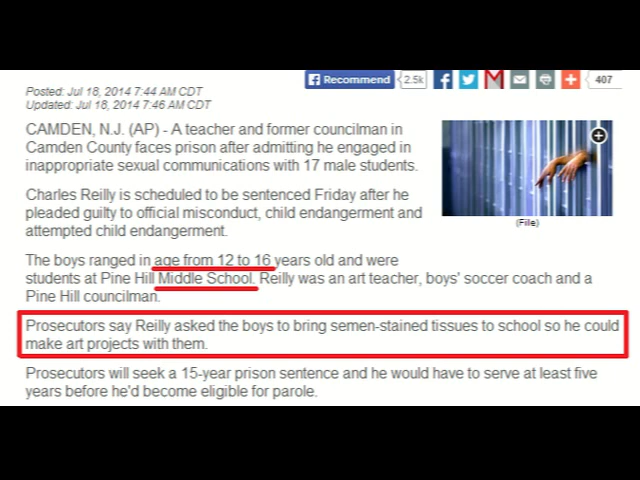 Recommend 2.5k 407
Posted: Jul 18, 2014 7:44 AM CDT
Updated: Jul 18, 2014 7:46 AM CDT
CAMDEN, N.J. (AP) - A teacher and former councilman in
Camden County faces prison after admitting he engaged in
inappropriate sexual communications with 17 male students.
(File)
Charles Reilly is scheduled to be sentenced Friday after he
pleaded guilty to official misconduct, child endangerment and
attempted child endangerment.
The boys ranged in age from 12 to 16 years old and were
students at Pine Hill Middle School. Reilly was an art teacher, boys' soccer coach and a
Pine Hill councilman.
Prosecutors say Reilly asked the boys to bring semen-stained tissues to school so he could
make art projects with them.
Prosecutors will seek a 15-year prison sentence and he would have to serve at least five
years before he'd become eligible for parole.